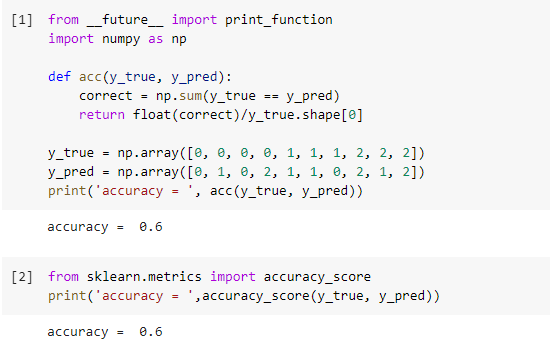 [1] from __future__ import print_function
import numpy as np
def acc(y_true, y_pred):
correct = np.sum(y_true == y_pred)
return float(correct)/y_true.shape[0]
y_true = np.array([0, 0, 0, 0, 1, 1, 1, 2, 2, 2])
y_pred = np.array([0, 1, 0, 2, 1, 1, 0, 2, 1, 2])
print('accuracy = ', acc(y_true, y_pred))
accuracy =  0.6
[2] from sklearn.metrics import accuracy_score
print('accuracy = ',accuracy_score(y_true, y_pred))
accuracy =  0.6